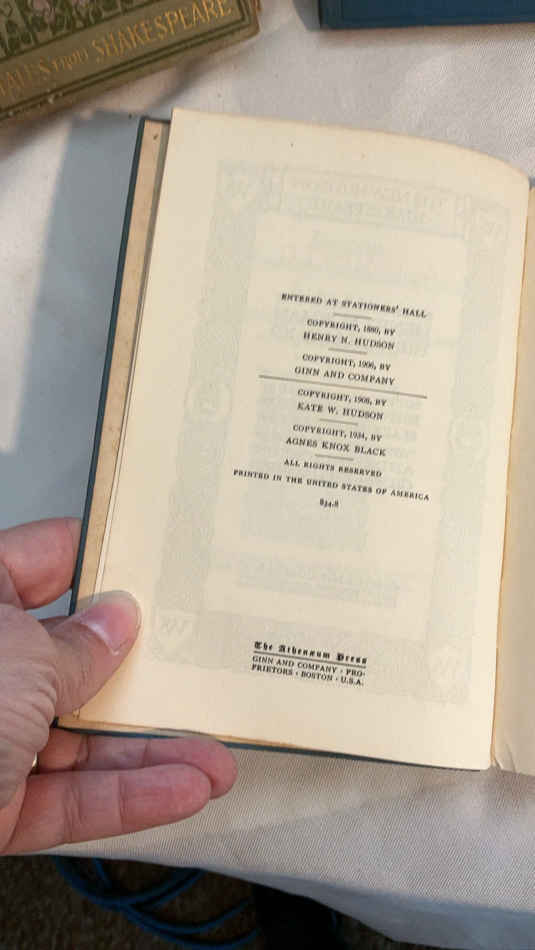 TALES FROM SHAKESPEARE
ENTERED AT STATIONERS' HALL
COPYRIGHT, 1880, BY
HENRY N. HUDSON
COPYRIGHT, 1906, BY
GINN AND COMPANY
COPYRIGHT, 1908, BY
KATE W. HUDSON
COPYRIGHT, 1934, BY
AGNES KNOX BLACK
ALL RIGHTS RESERVED
PRINTED IN THE UNITED STATES OF AMERICA
834.8
The Athenæum Press
GINN AND COMPANY · PRO-
PRIETORS · BOSTON · U.S.A.